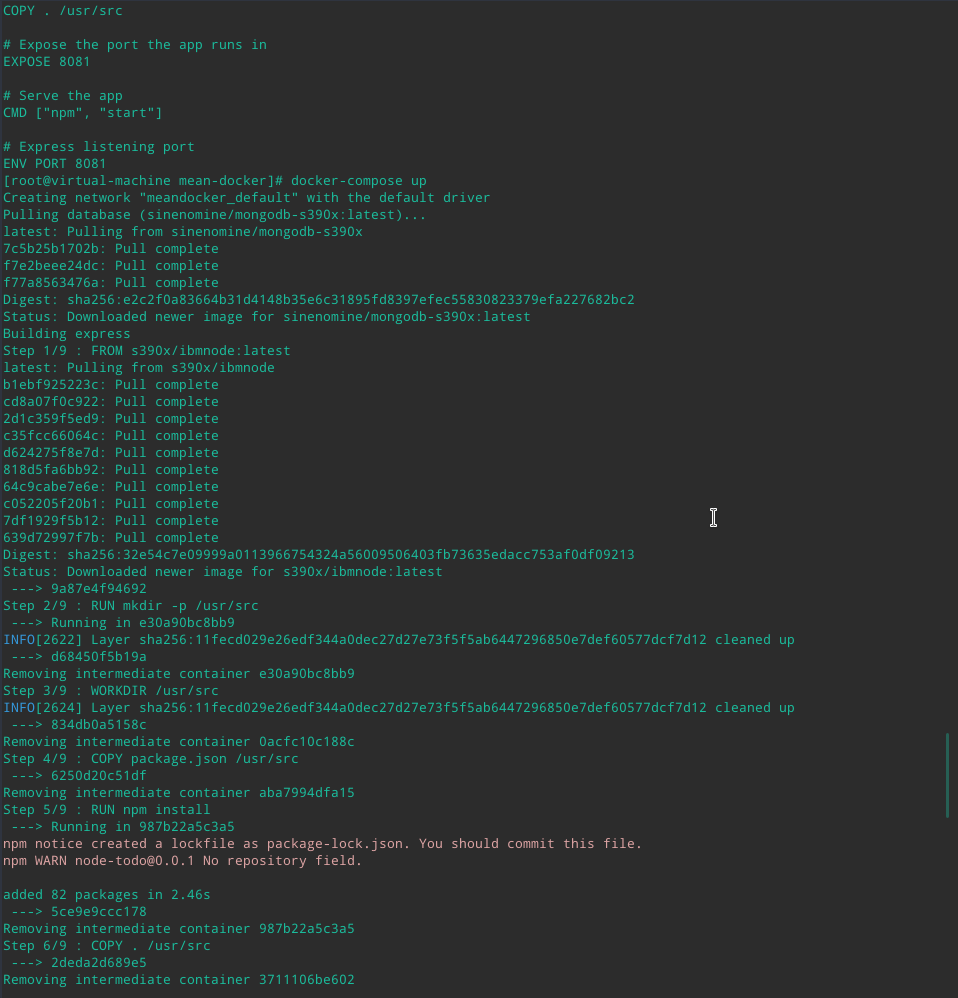 COPY . /usr/src
# Expose the port the app runs in
EXPOSE 8081
# Serve the app
CMD ["npm", "start"]
# Express listening port
ENV PORT 8081
[root@virtual-machine mean-docker]# docker-compose up
Creating network "meandocker_default" with the default driver
Pulling database (sinenomine/mongodb-s390x:latest)...
latest: Pulling from sinenomine/mongodb-s390x
7c5b25b1702b: Pull complete
f7e2beee24dc: Pull complete
f77a8563476a: Pull complete
Digest: sha256:e2c2f0a83664b31d4148b35e6c31895fd8397efec55830823379efa227682bc2
Status: Downloaded newer image for sinenomine/mongodb-s390x:latest
Building express
Step 1/9 : FROM s390x/ibmnode:latest
latest: Pulling from s390x/ibmnode
b1ebf925223c: Pull complete
cd8a07f0c922: Pull complete
2d1c359f5ed9: Pull complete
c35fcc66064c: Pull complete
d624275f8e7d: Pull complete
818d5fa6bb92: Pull complete
64c9cabe7e6e: Pull complete
c052205f20b1: Pull complete
7df1929f5b12: Pull complete
639d72997f7b: Pull complete
Digest: sha256:32e54c7e09999a0113966754324a56009506403fb73635edacc753af0df09213
Status: Downloaded newer image for s390x/ibmnode:latest
 ---> 9a87e4f94692
Step 2/9 : RUN mkdir -p /usr/src
 ---> Running in e30a90bc8bb9
INFO[2622] Layer sha256:11fecd029e26edf344a0dec27d27e73f5f5ab6447296850e7def60577dcf7d12 cleaned up
 ---> d68450f5b19a
Removing intermediate container e30a90bc8bb9
Step 3/9 : WORKDIR /usr/src
INFO[2624] Layer sha256:11fecd029e26edf344a0dec27d27e73f5f5ab6447296850e7def60577dcf7d12 cleaned up
 ---> 834db0a5158c
Removing intermediate container 0acfc10c188c
Step 4/9 : COPY package.json /usr/src
 ---> 6250d20c51df
Removing intermediate container aba7994dfa15
Step 5/9 : RUN npm install
 ---> Running in 987b22a5c3a5
npm notice created a lockfile as package-lock.json. You should commit this file.
npm WARN node-todo@0.0.1 No repository field.
added 82 packages in 2.46s
 ---> 5ce9e9ccc178
Removing intermediate container 987b22a5c3a5
Step 6/9 : COPY . /usr/src
 ---> 2deda2d689e5
Removing intermediate container 3711106be602